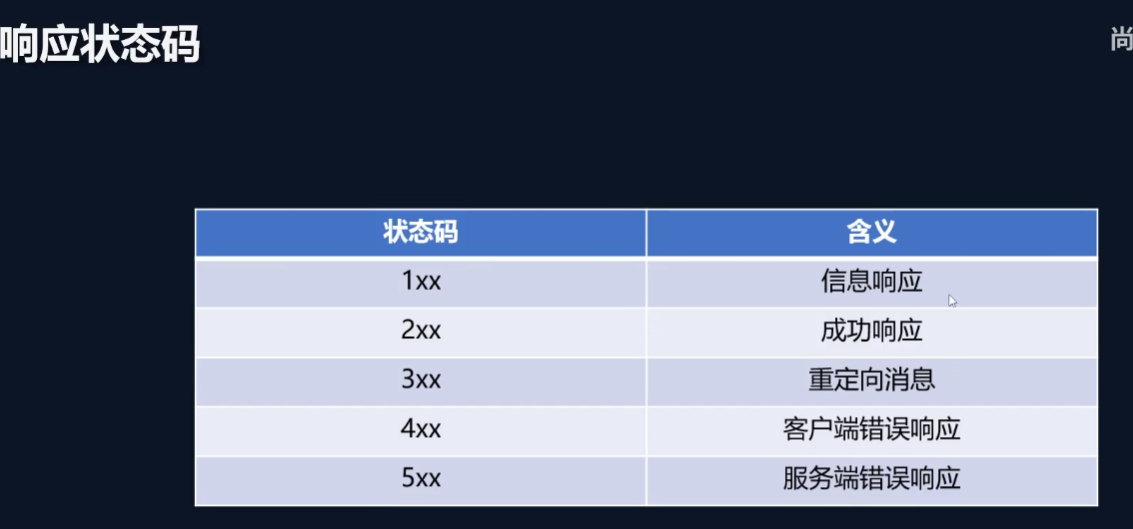 响应状态码
尚
状态码 含义
1xx 信息响应
2xx 成功响应
3xx 重定向消息
4xx 客户端错误响应
5xx 服务端错误响应